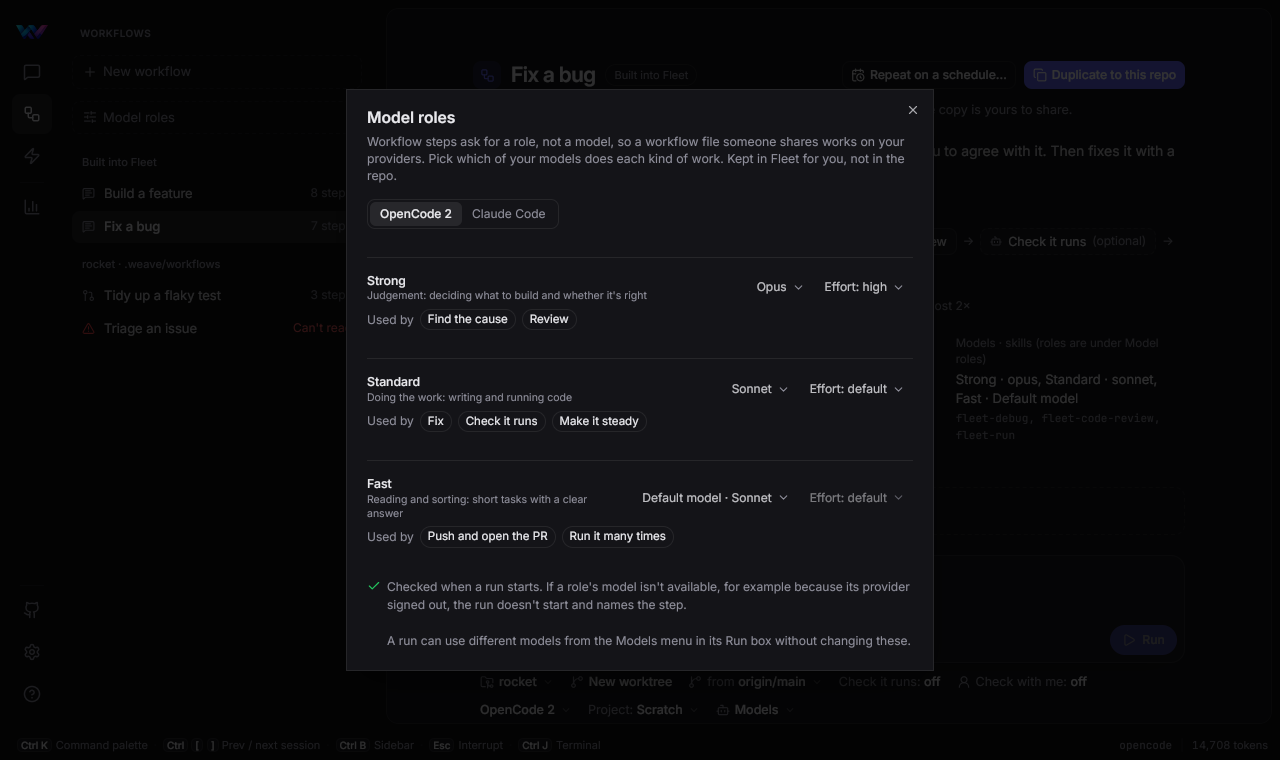 WORKFLOWS
New workflow
Model roles
Built into Fleet
Build a feature 8 step
Fix a bug 7 step
rocket · .weave/workflows
Tidy up a flaky test 3 step
Triage an issue Can't rea
Fix a bug Built into Fleet Repeat on a schedule... Duplicate to this repo
copy is yours to share.
u to agree with it. Then fixes it with a
ew → Check it runs (optional) →
ost 2×
Models · skills (roles are under Model
roles)
Strong · opus, Standard · sonnet,
Fast · Default model
fleet-debug, fleet-code-review,
fleet-run
Model roles
Workflow steps ask for a role, not a model, so a workflow file someone shares works on your
providers. Pick which of your models does each kind of work. Kept in Fleet for you, not in the
repo.
OpenCode 2 Claude Code
Strong
Judgement: deciding what to build and whether it's right
Opus Effort: high
Used by Find the cause Review
Standard
Doing the work: writing and running code
Sonnet Effort: default
Used by Fix Check it runs Make it steady
Fast
Reading and sorting: short tasks with a clear
answer
Default model · Sonnet Effort: default
Used by Push and open the PR Run it many times
Checked when a run starts. If a role's model isn't available, for example because its provider
signed out, the run doesn't start and names the step.
A run can use different models from the Models menu in its Run box without changing these.
Run
rocket New worktree from origin/main Check it runs: off Check with me: off
OpenCode 2 Project: Scratch Models
Ctrl K Command palette Ctrl [ ] Prev / next session Ctrl B Sidebar Esc Interrupt Ctrl J Terminal opencode 14,708 tokens